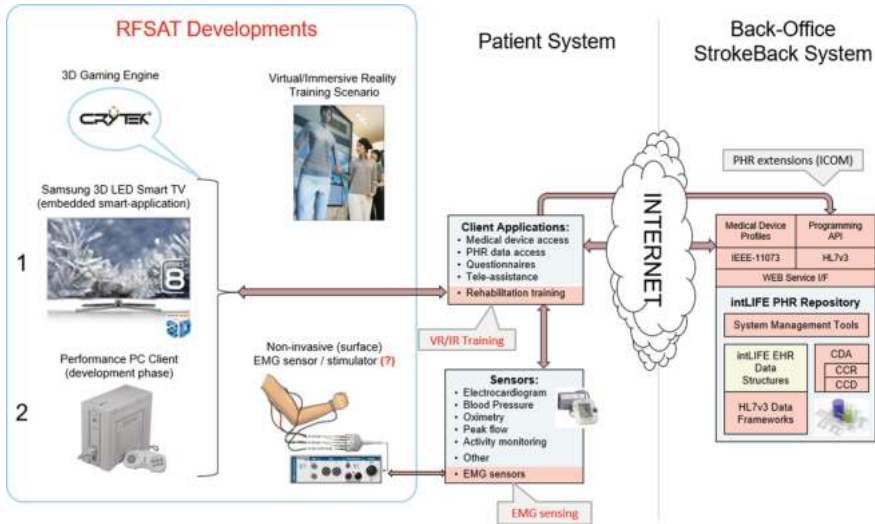 RFSAT Developments
Patient System
Back-Office
StrokeBack System
3D Gaming Engine
CRYTEK
Virtual/Immersive Reality
Training Scenario
Samsung 3D LED Smart TV
(embedded smart-application)
1
8
3D
Performance PC Client
(development phase)
2
Non-invasive (surface)
EMG sensor / stimulator (?)
Client Applications:
• Medical device access
• PHR data access
• Questionnaires
• Tele-assistance
• Rehabilitation training
VR/IR Training
Sensors:
• Electrocardiogram
• Blood Pressure
• Oximetry
• Peak flow
• Activity monitoring
• Other
• EMG sensors
EMG sensing
INTERNET
PHR extensions (ICOM)
Medical Device
Profiles
Programming
API
IEEE-11073
HL7v3
WEB Service I/F
intLIFE PHR Repository
System Management Tools
intLIFE EHR
Data
Structures
CDA
CCR
CCD
HL7v3 Data
Frameworks